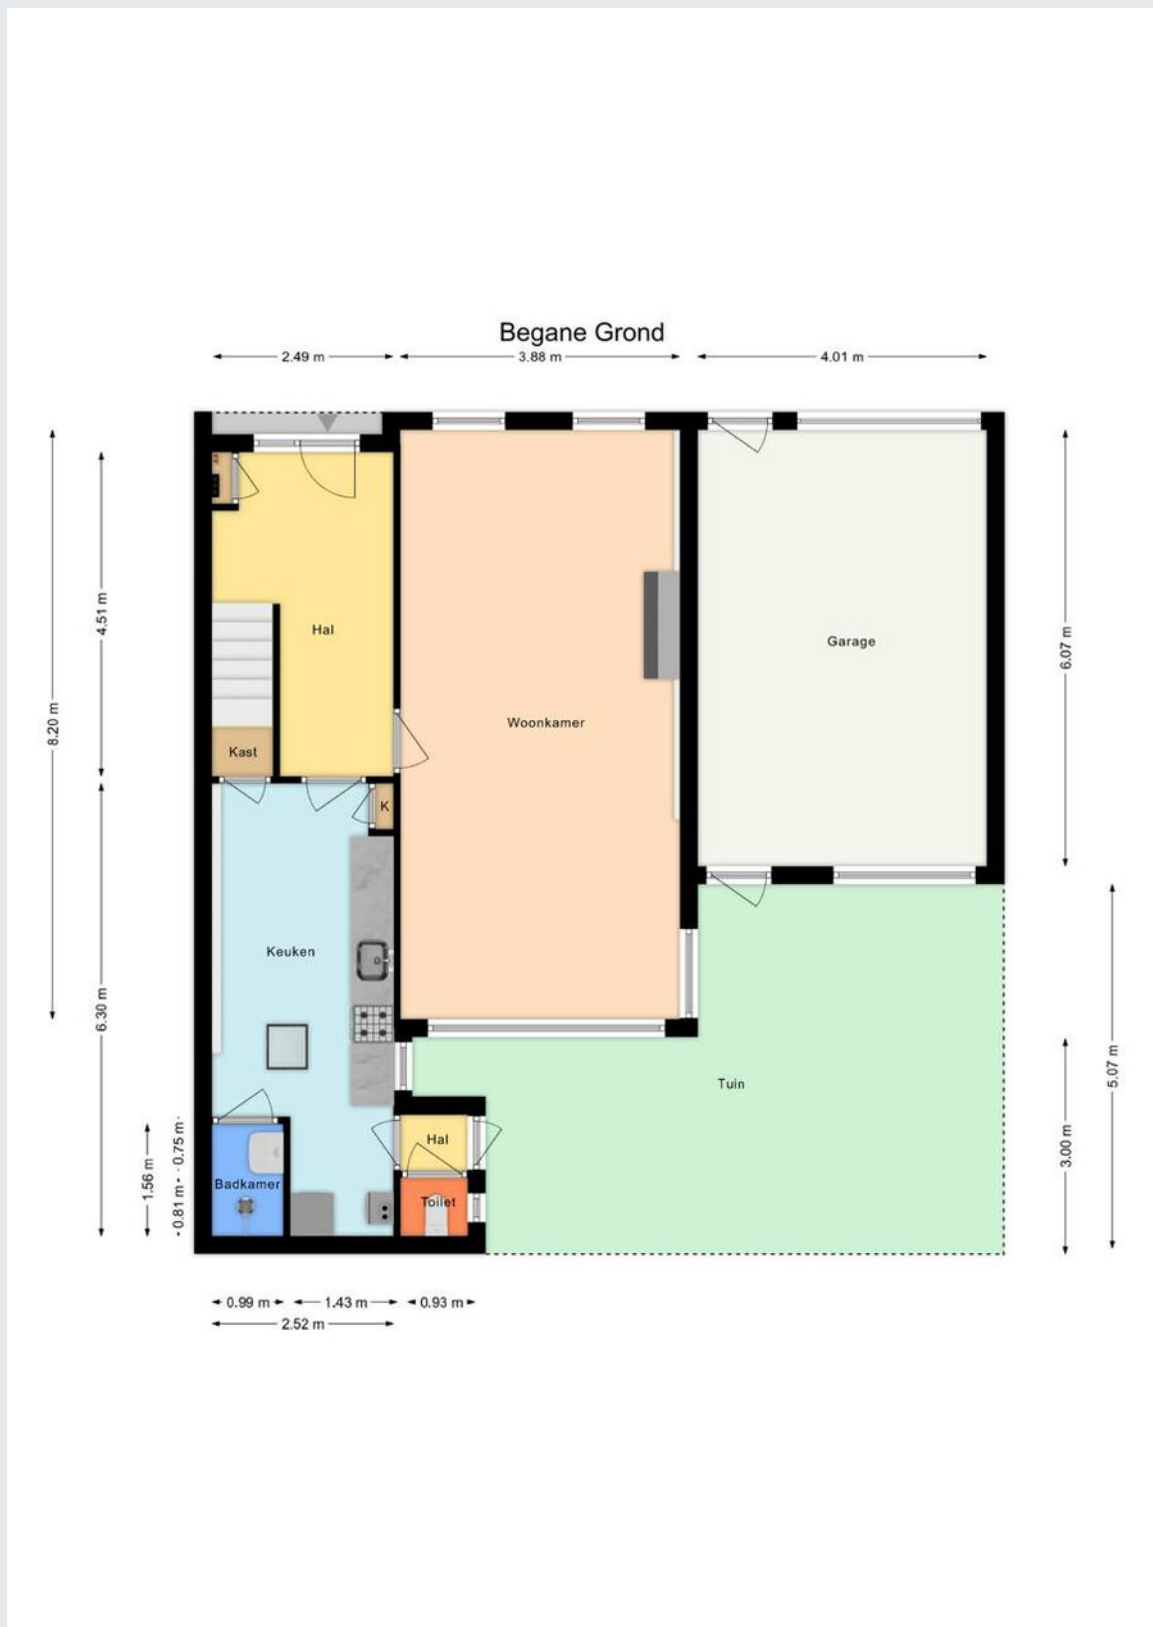 Begane Grond
2.49 m
3.88 m
4.01 m
8.20 m
4.51 m
6.30 m
1.56 m
0.81 m
0.75 m
Hal
Kast
K
Woonkamer
Garage
6.07 m
Keuken
Tuin
5.07 m
3.00 m
Hal
Badkamer
Toilet
0.99 m
1.43 m
0.93 m
2.52 m